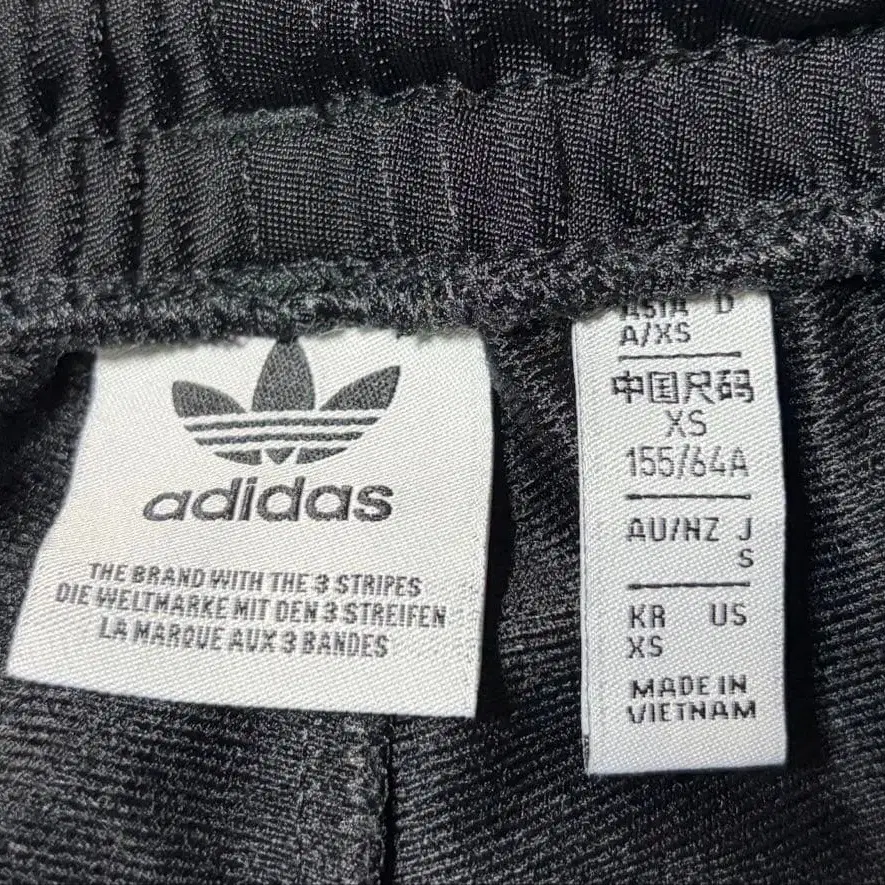 adidas
THE BRAND WITH THE 3 STRIPES
DIE WELTMARKE MIT DEN 3 STREIFEN
LA MARQUE AUX 3 BANDES
ASIA D
A/XS
中国尺码
XS
155/64A
AU/NZ J
S
KR US
XS
MADE IN
VIETNAM